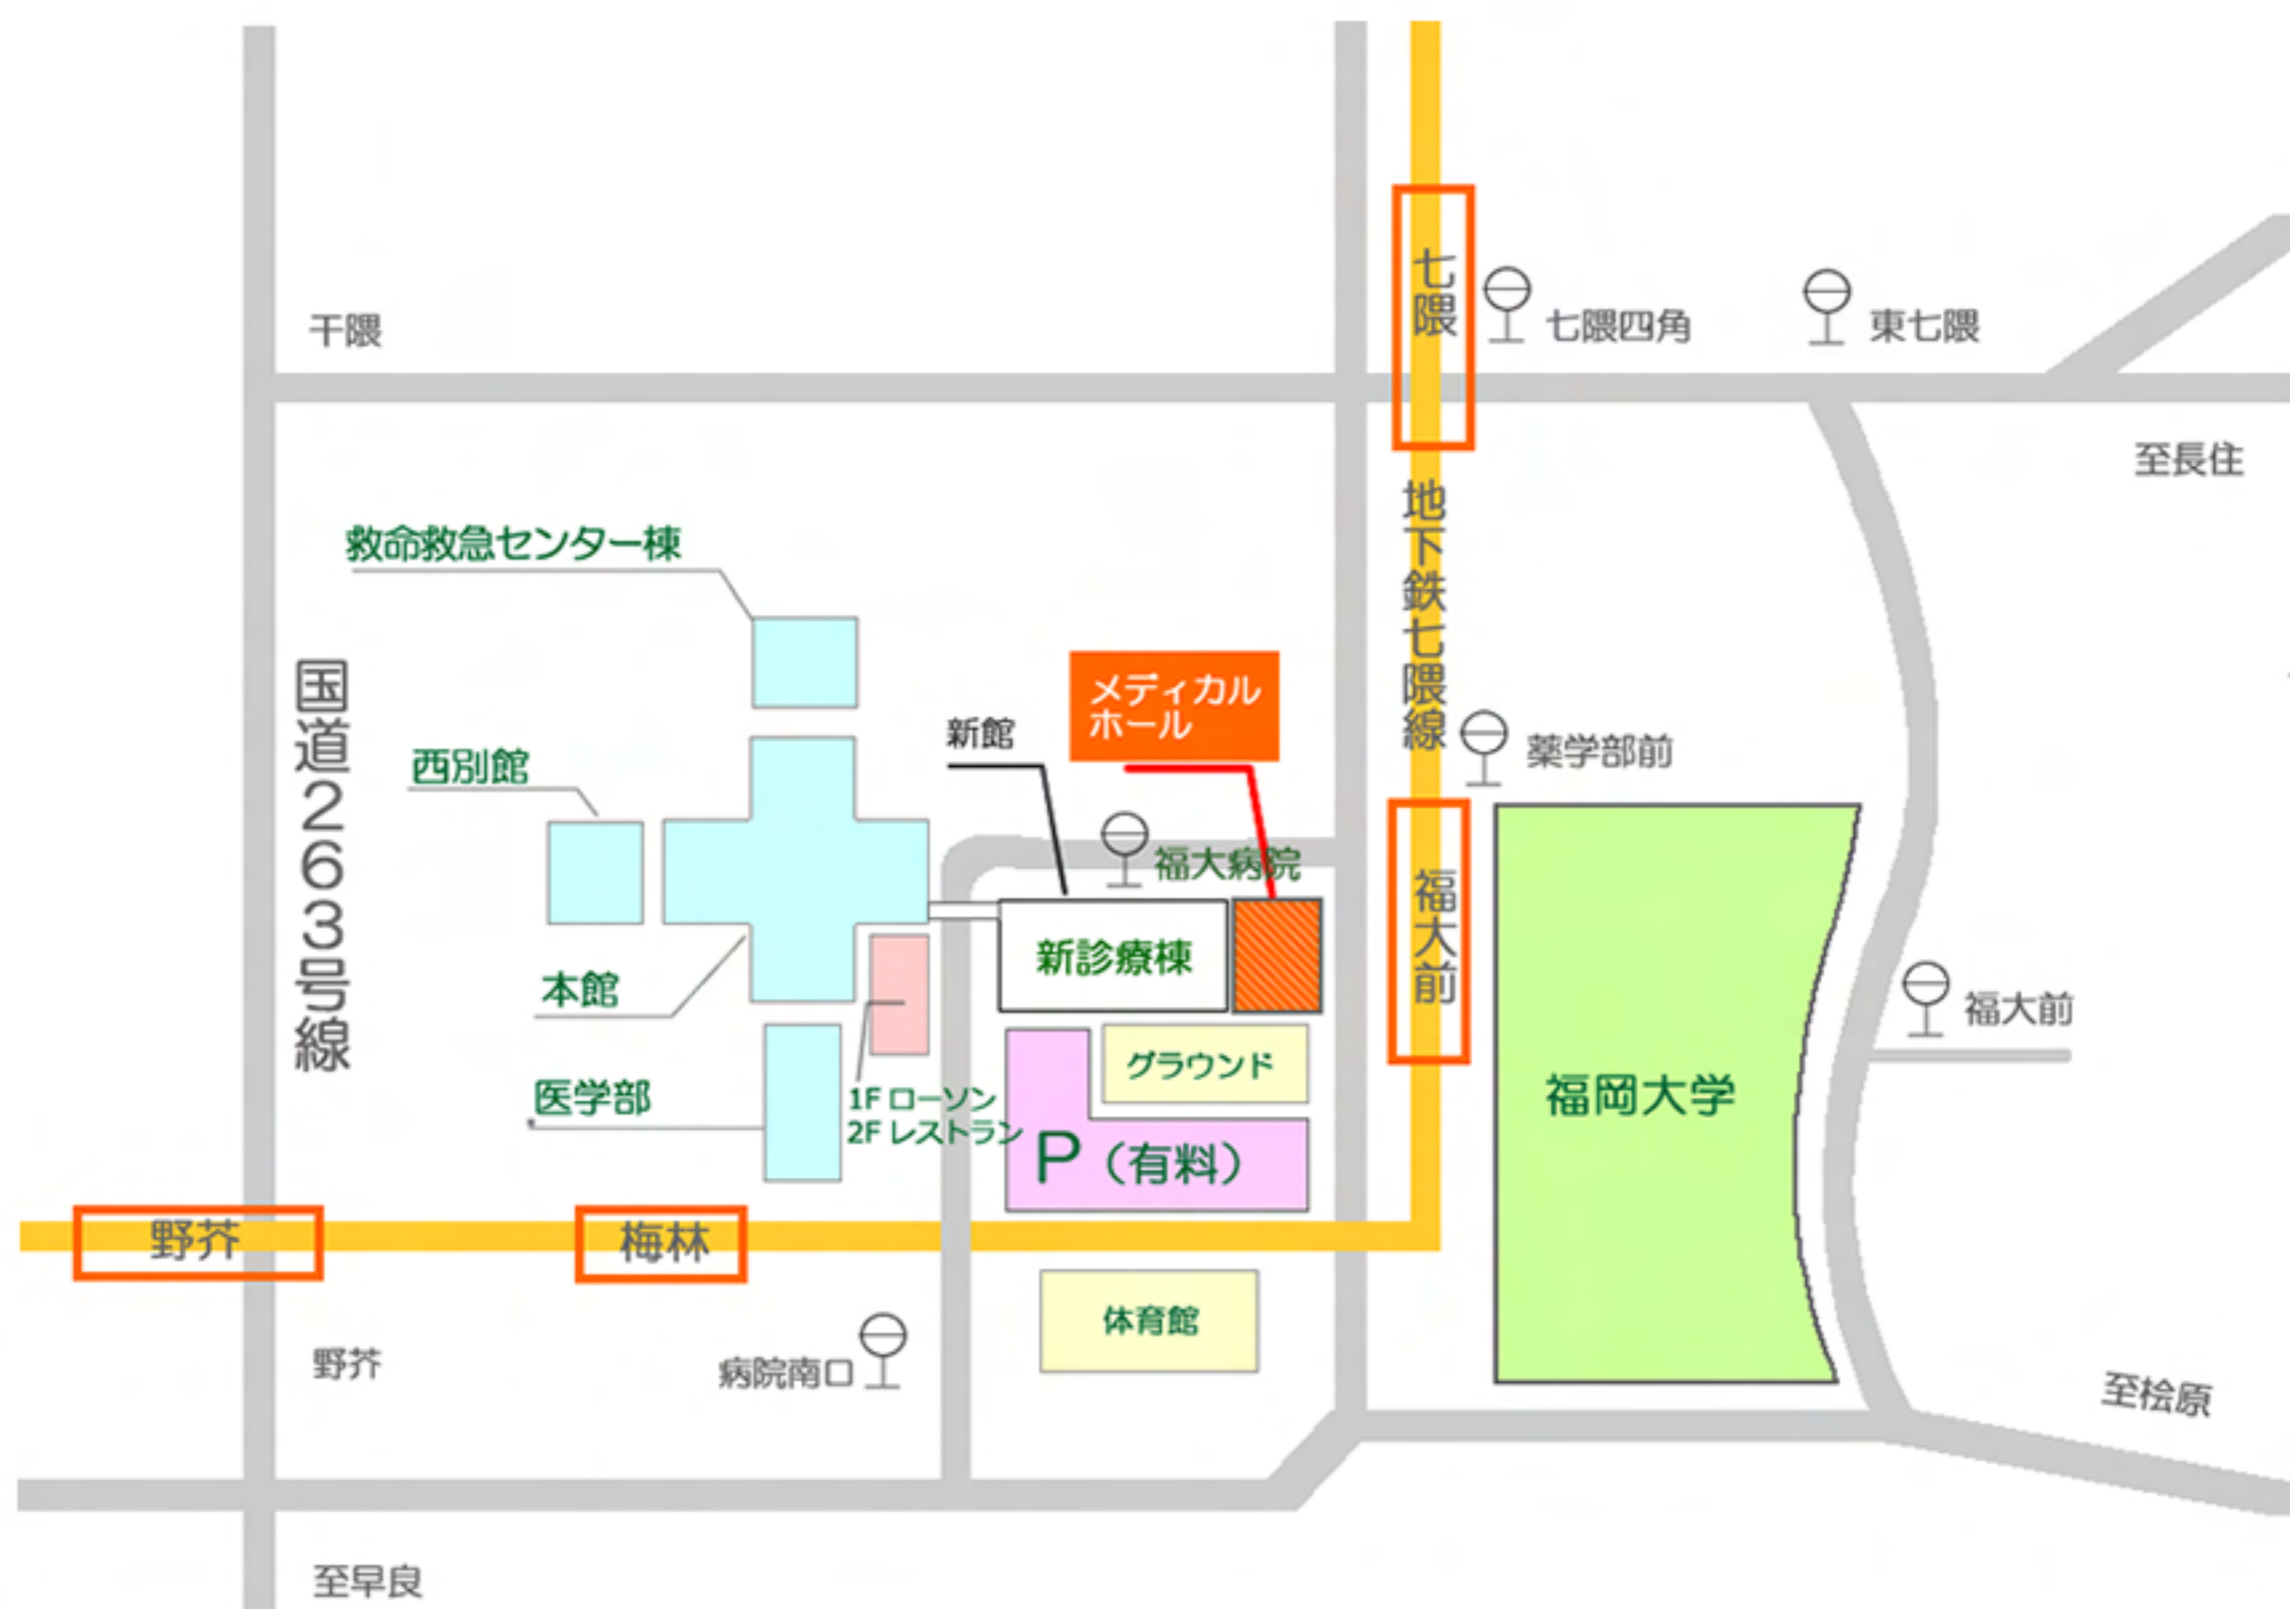 七隈
七隈四角
東七隈
干隈
至長住
地下鉄七隈線
救命救急センター棟
国道263号線
メディカル
ホール
新館
薬学部前
西別館
福大病院
福大前
新診療棟
本館
福大前
グラウンド
福岡大学
医学部
1F ローソン
2F レストラン
P（有料）
野芥
梅林
体育館
野芥
病院南口
至桧原
至早良